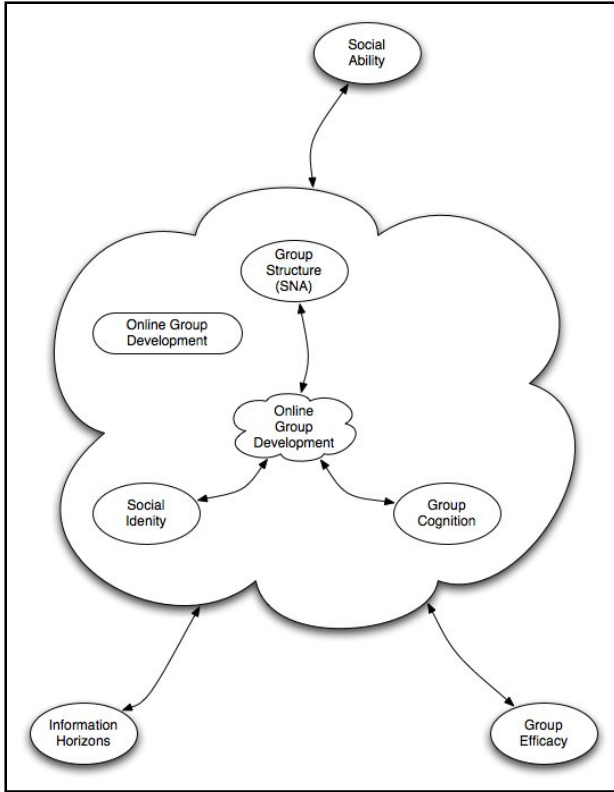 Social
Ability
Group
Structure
(SNA)
Online Group
Development
Online
Group
Development
Social
Idenity
Group
Cognition
Information
Horizons
Group
Efficacy